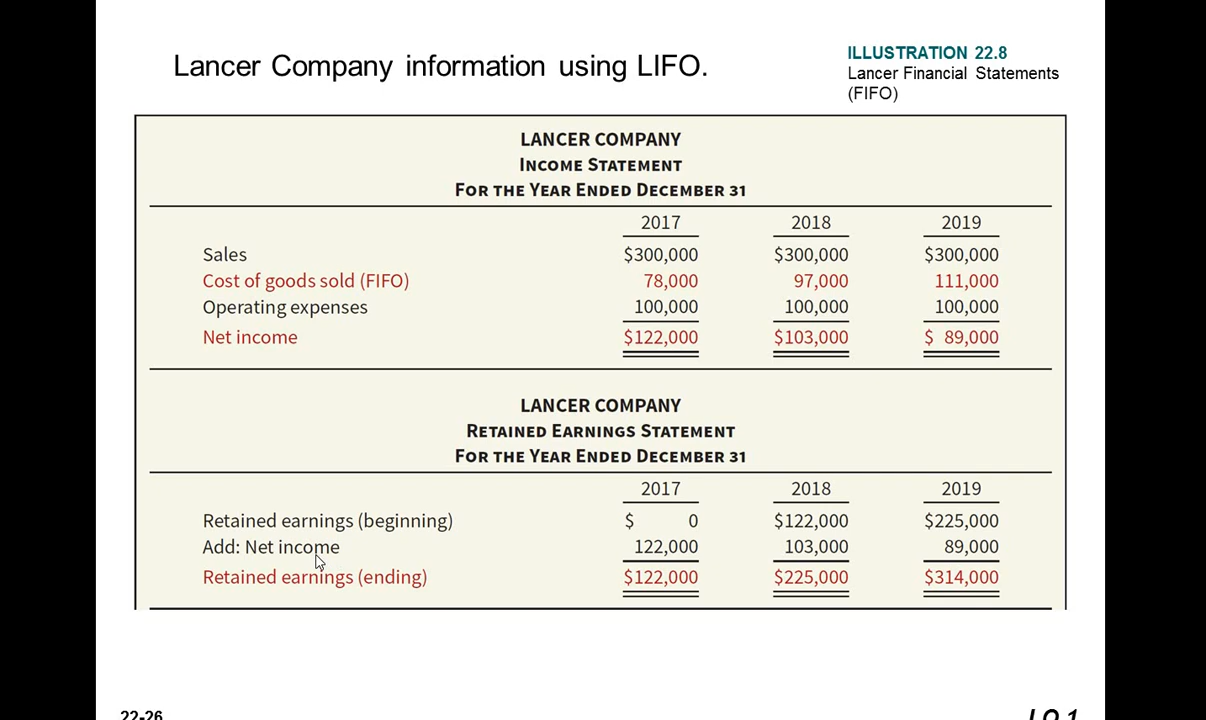 Lancer Company information using LIFO.
ILLUSTRATION 22.8
Lancer Financial Statements
(FIFO)
LANCER COMPANY
INCOME STATEMENT
FOR THE YEAR ENDED DECEMBER 31
2017 2018 2019
Sales $300,000 $300,000 $300,000
Cost of goods sold (FIFO) 78,000 97,000 111,000
Operating expenses 100,000 100,000 100,000
Net income $122,000 $103,000 $ 89,000
LANCER COMPANY
RETAINED EARNINGS STATEMENT
FOR THE YEAR ENDED DECEMBER 31
2017 2018 2019
Retained earnings (beginning) $ 0 $122,000 $225,000
Add: Net income 122,000 103,000 89,000
Retained earnings (ending) $122,000 $225,000 $314,000
22-26 LO 1